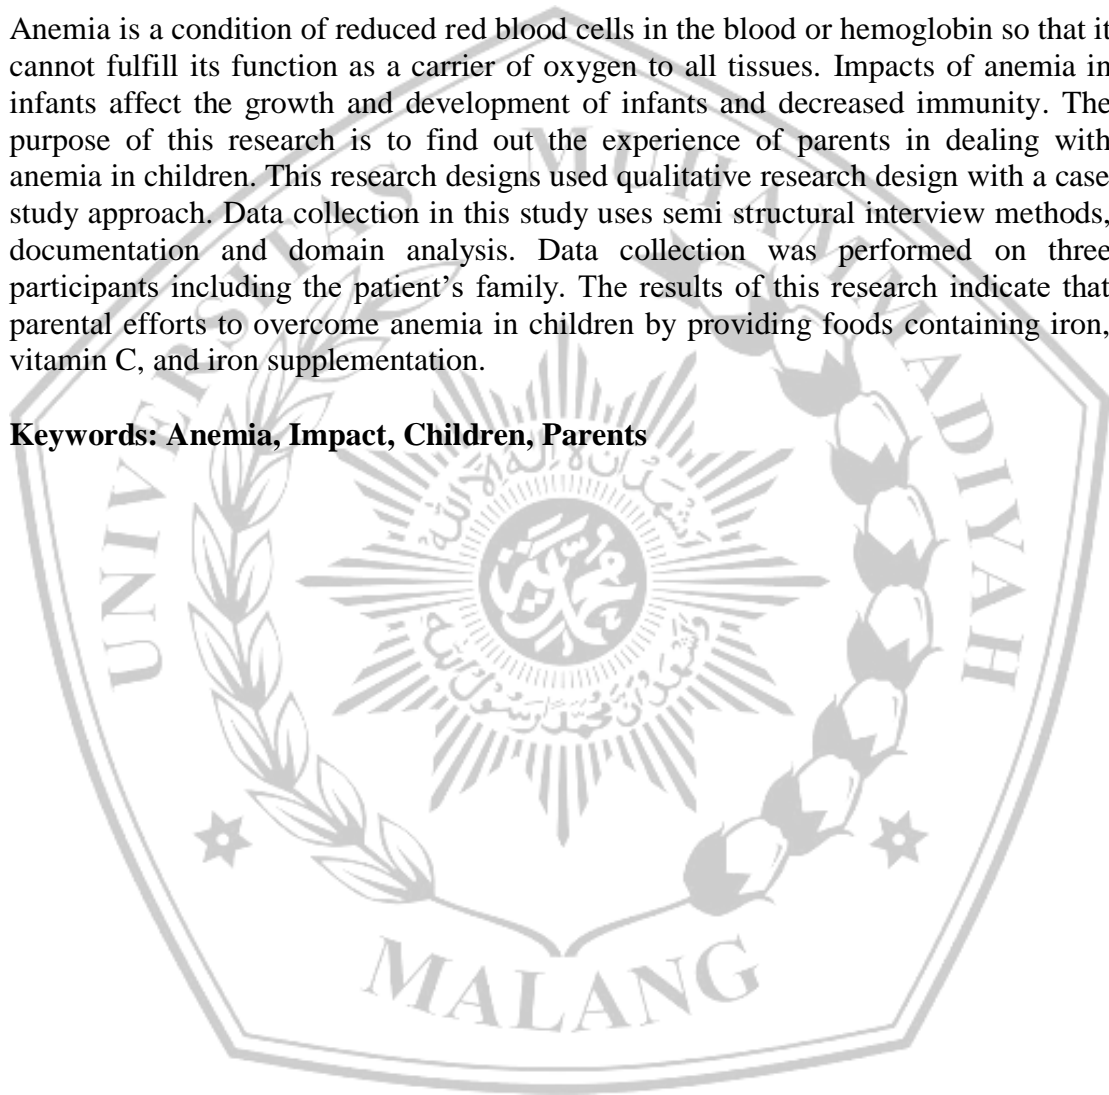 Anemia is a condition of reduced red blood cells in the blood or hemoglobin so that it
cannot fulfill its function as a carrier of oxygen to all tissues. Impacts of anemia in
infants affect the growth and development of infants and decreased immunity. The
purpose of this research is to find out the experience of parents in dealing with
anemia in children. This research designs used qualitative research design with a case
study approach. Data collection in this study uses semi structural interview methods,
documentation and domain analysis. Data collection was performed on three
participants including the patient’s family. The results of this research indicate that
parental efforts to overcome anemia in children by providing foods containing iron,
vitamin C, and iron supplementation.
Keywords: Anemia, Impact, Children, Parents
UNIVERSITAS MUHAMMADIYAH
MALANG